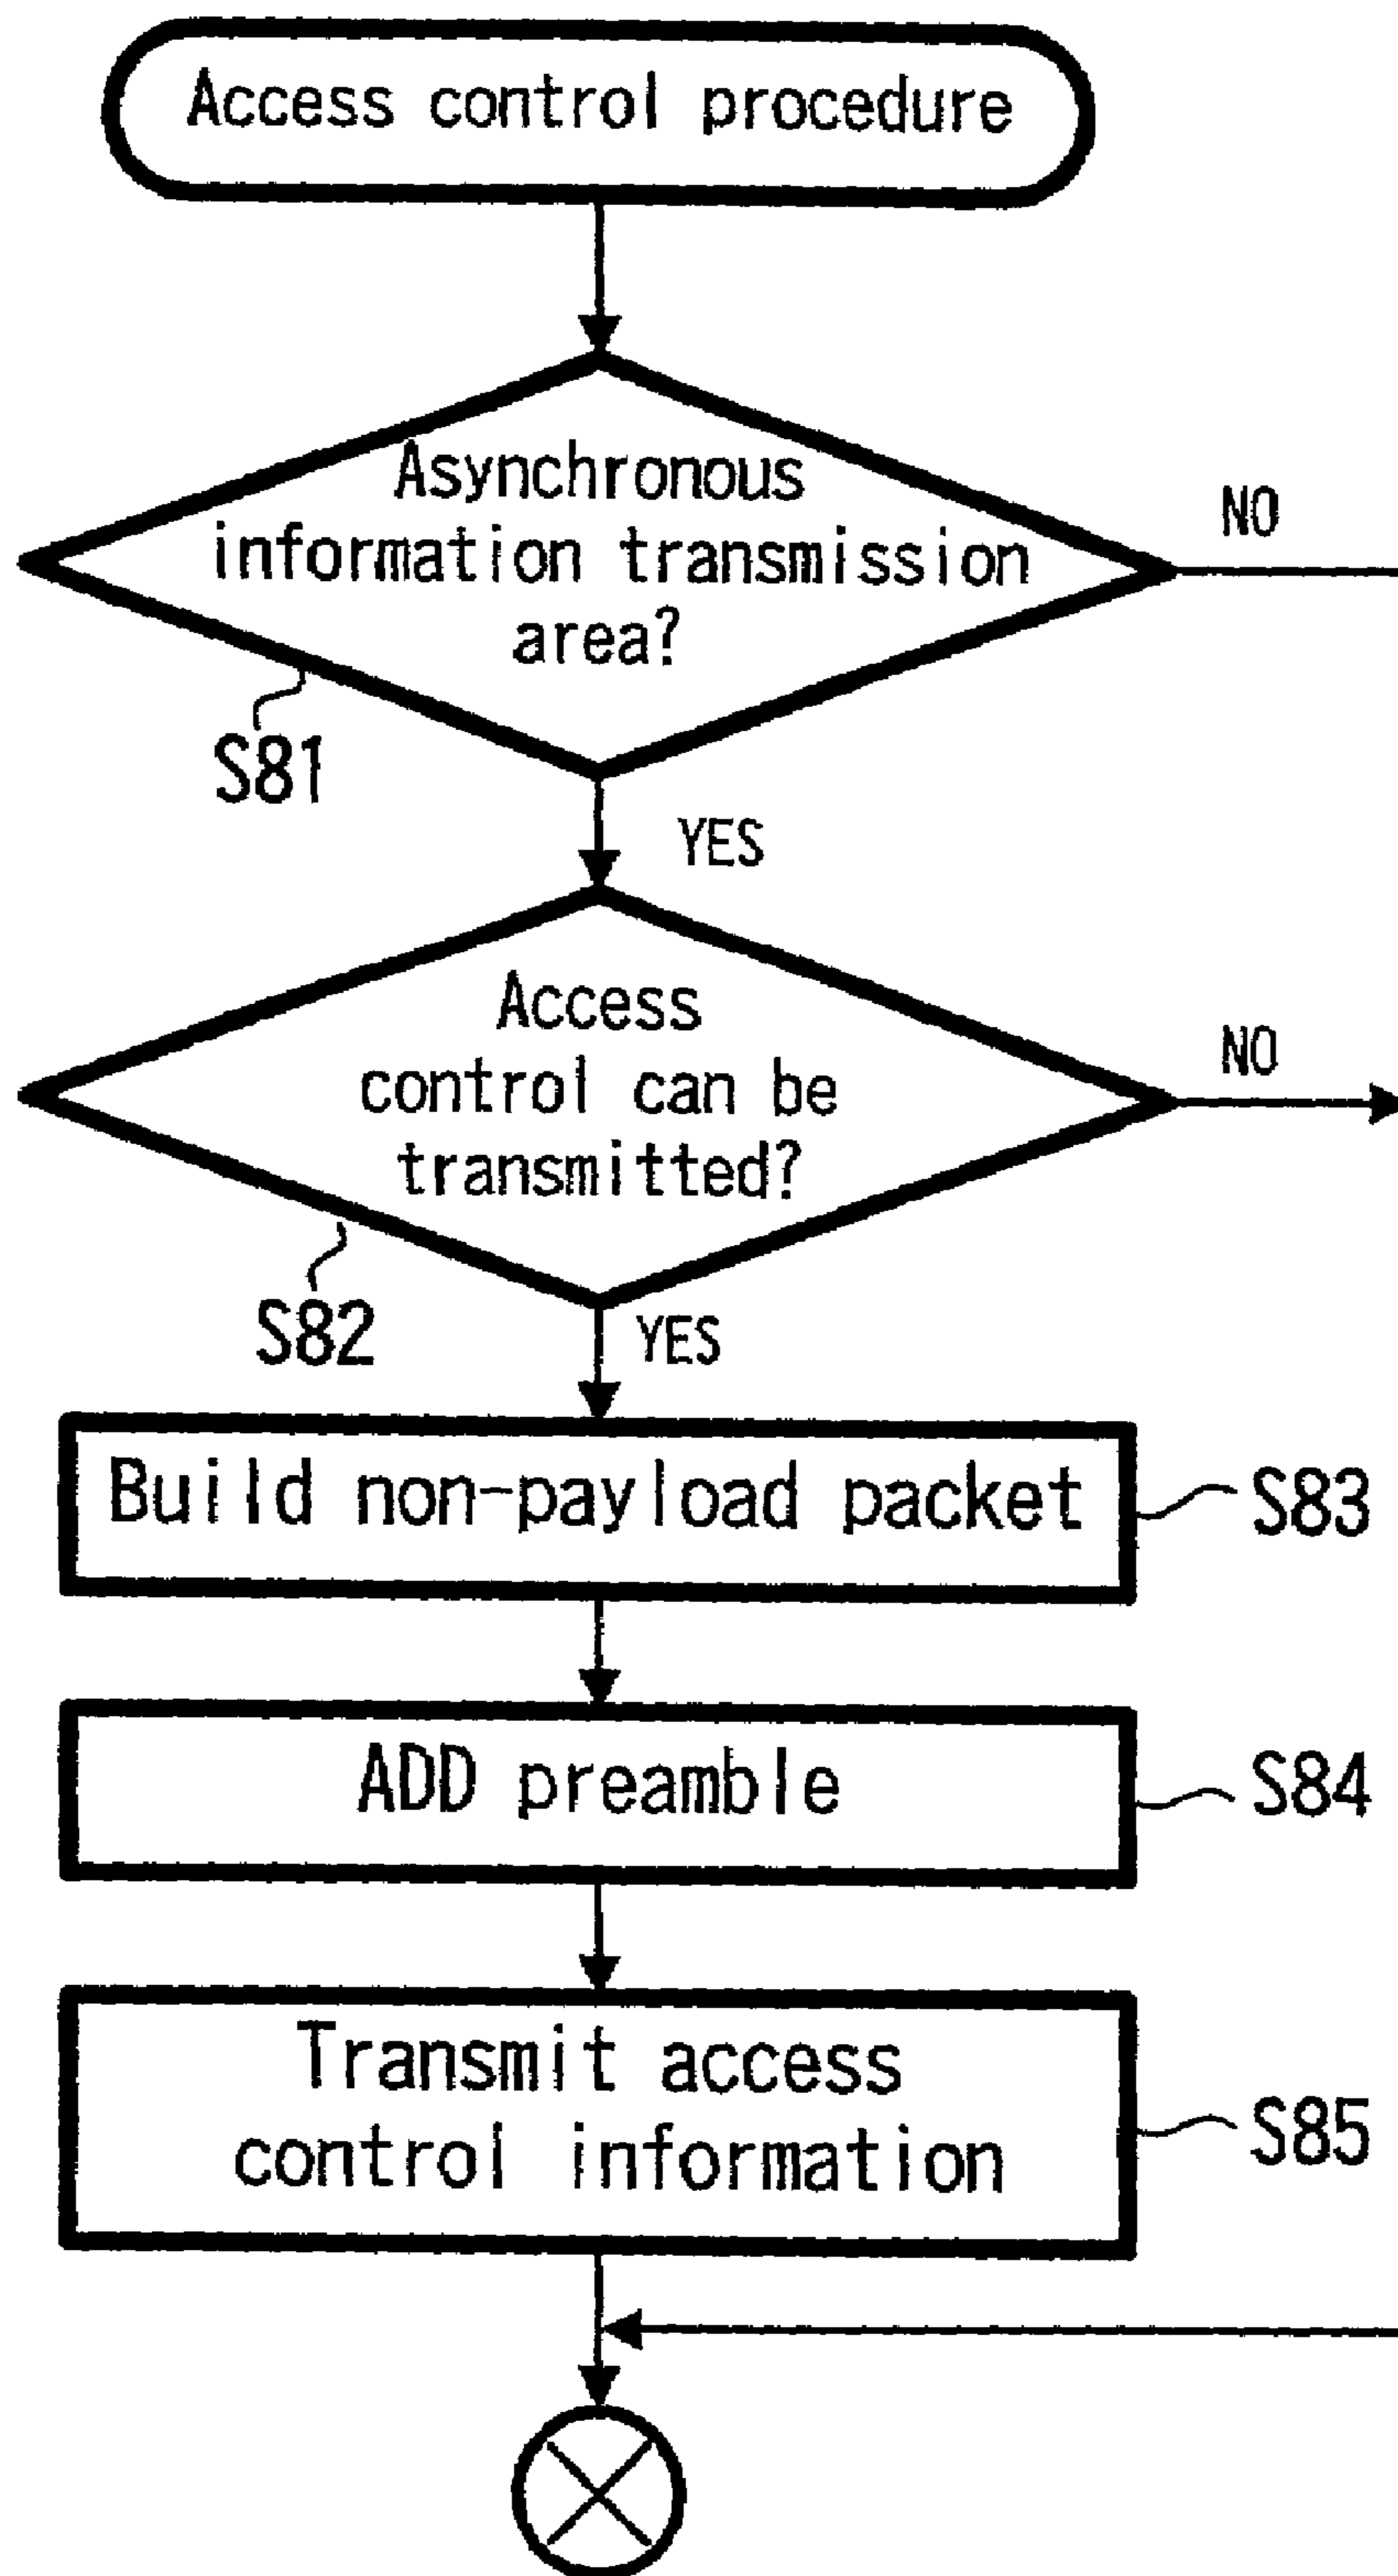 Access control procedure
Asynchronous
information transmission
area?
NO
S81
YES
Access
control can be
transmitted?
NO
S82
YES
Build non-payload packet
S83
ADD preamble
S84
Transmit access
control information
S85